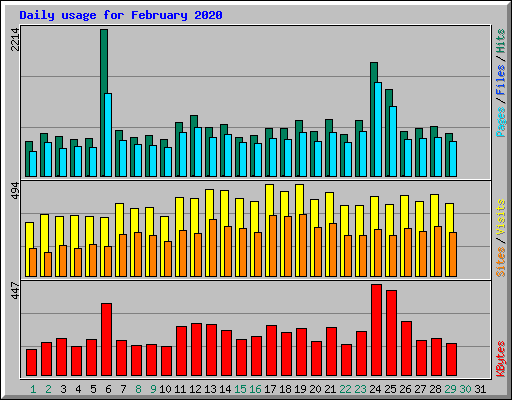 Daily usage for February 2020
2214
Pages / Files / Hits
494
Sites / Visits
447
KBytes
1 2 3 4 5 6 7 8 9 10 11 12 13 14 15 16 17 18 19 20 21 22 23 24 25 26 27 28 29 30 31